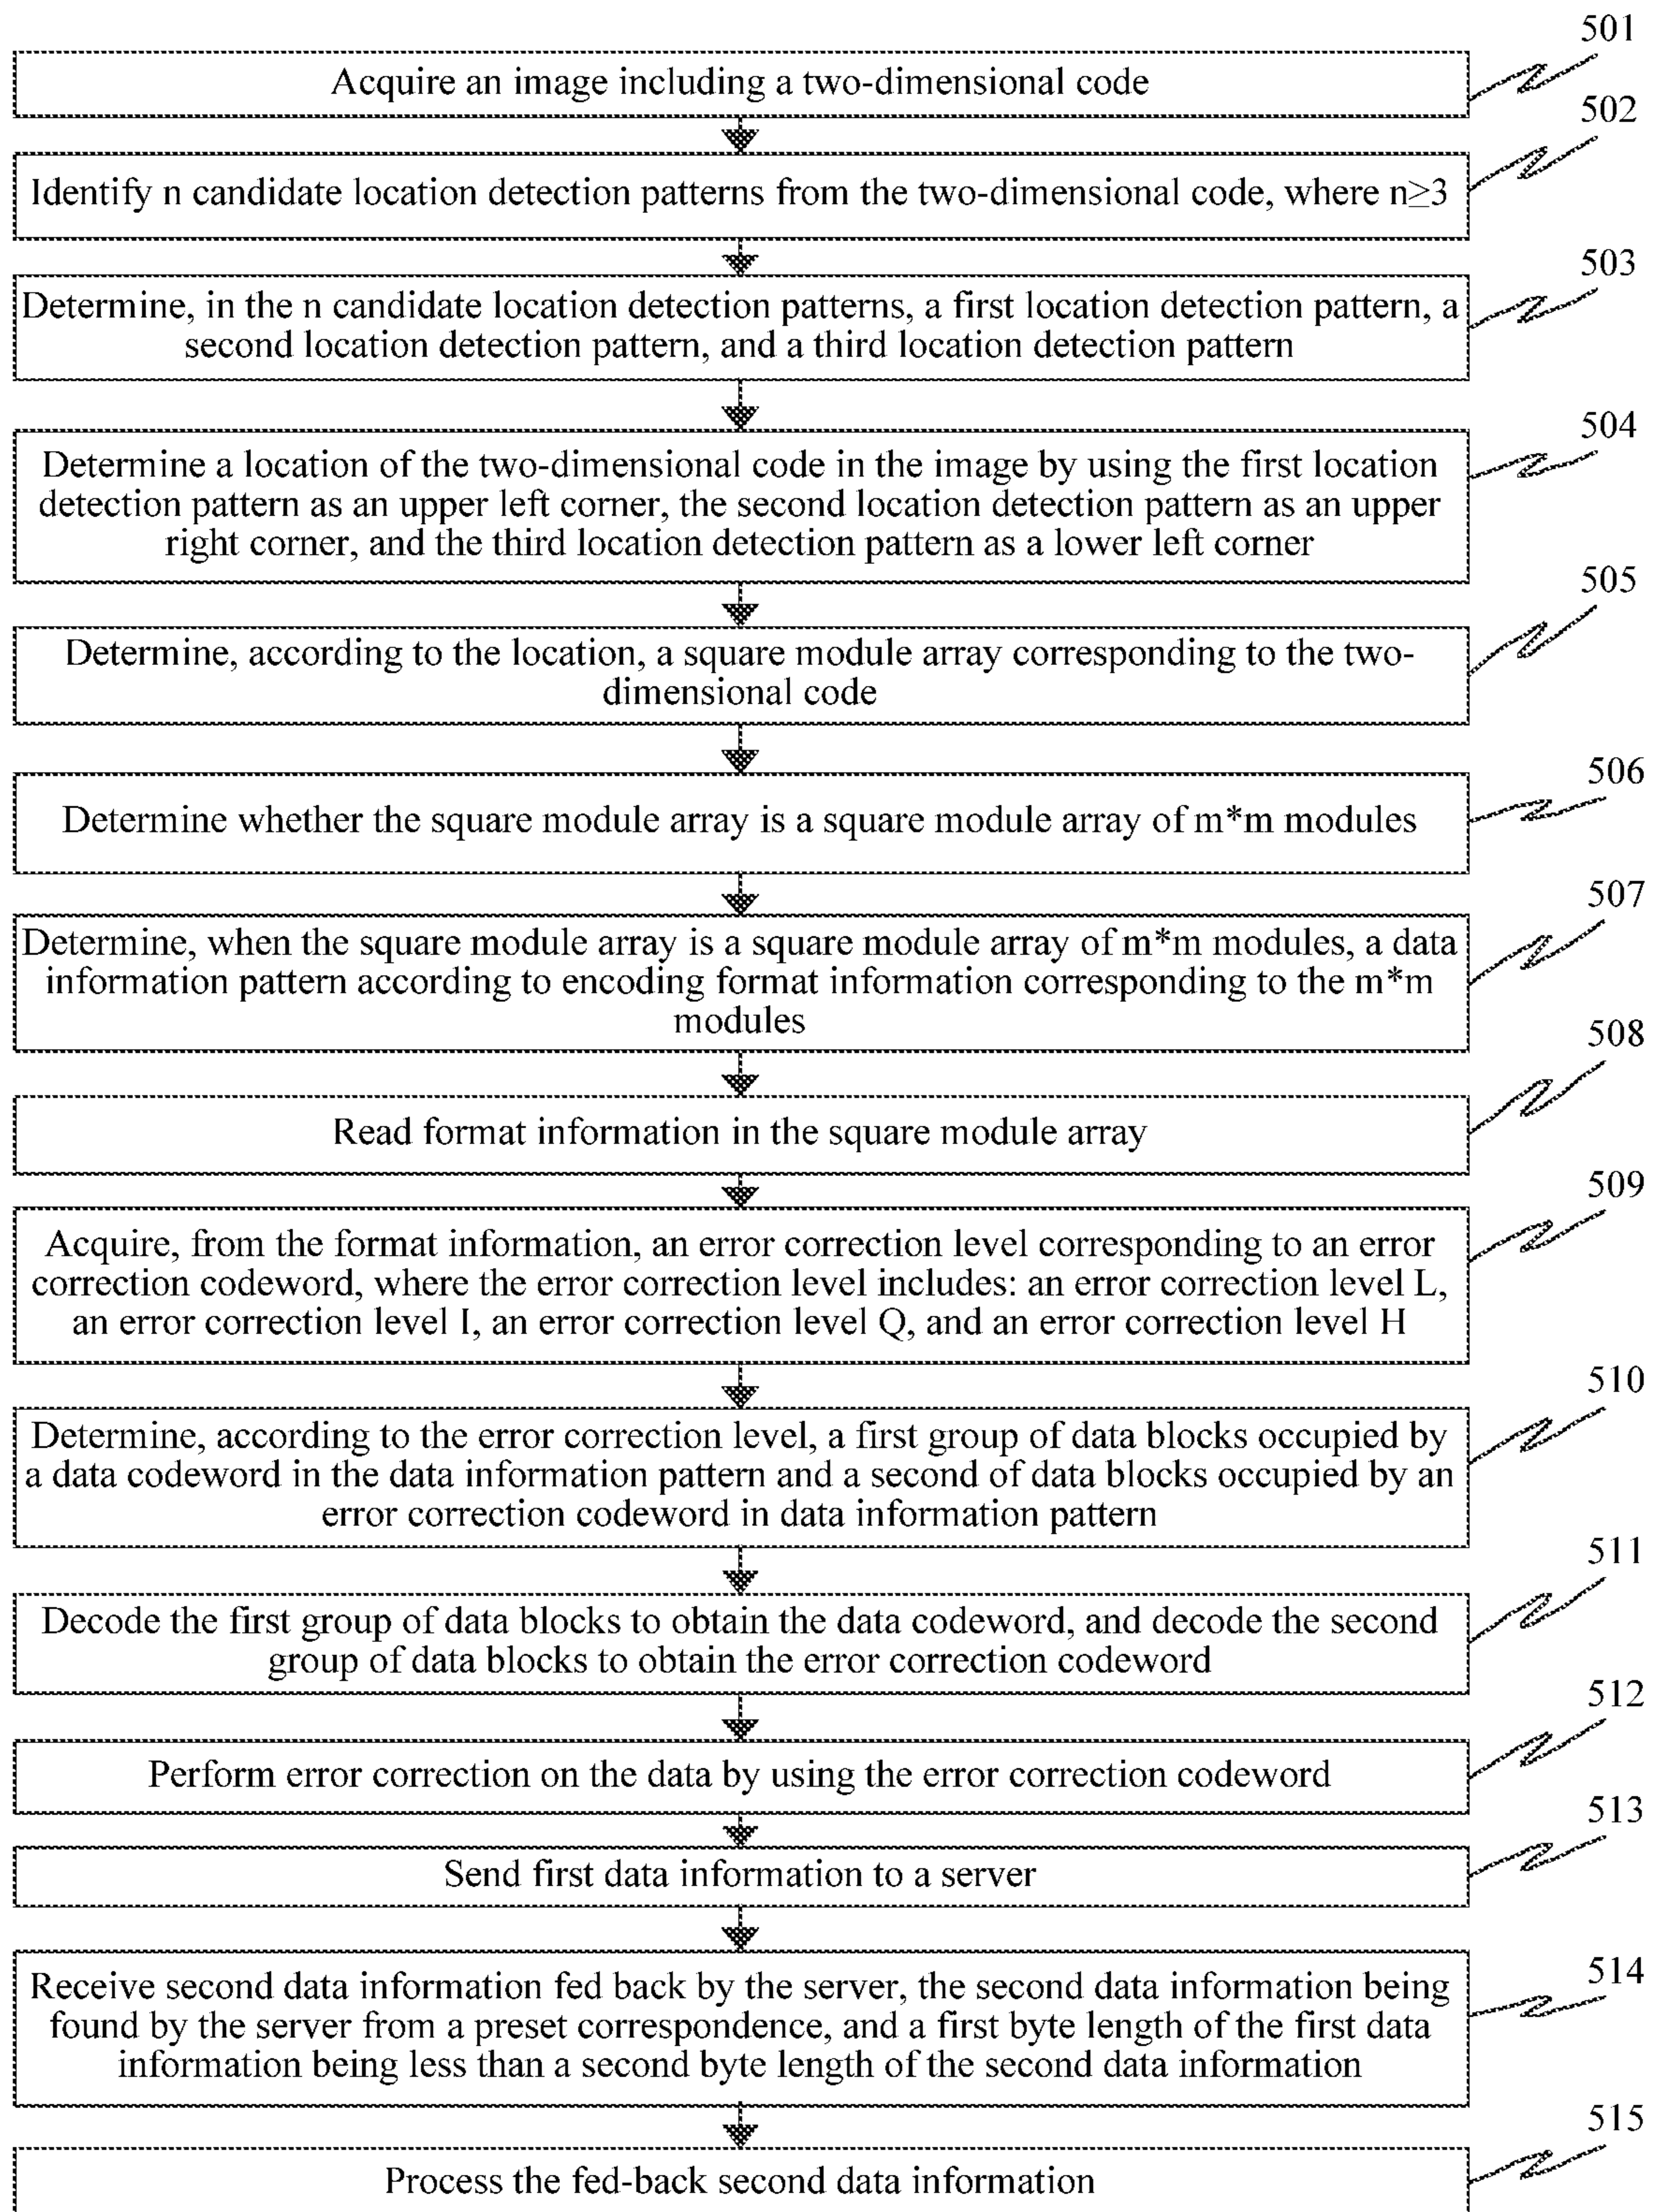 501
Acquire an image including a two-dimensional code
502
Identify n candidate location detection patterns from the two-dimensional code, where n≥3
503
Determine, in the n candidate location detection patterns, a first location detection pattern, a
second location detection pattern, and a third location detection pattern
504
Determine a location of the two-dimensional code in the image by using the first location
detection pattern as an upper left corner, the second location detection pattern as an upper
right corner, and the third location detection pattern as a lower left corner
505
Determine, according to the location, a square module array corresponding to the two-
dimensional code
506
Determine whether the square module array is a square module array of m*m modules
507
Determine, when the square module array is a square module array of m*m modules, a data
information pattern according to encoding format information corresponding to the m*m
modules
508
Read format information in the square module array
509
Acquire, from the format information, an error correction level corresponding to an error
correction codeword, where the error correction level includes: an error correction level L,
an error correction level I, an error correction level Q, and an error correction level H
510
Determine, according to the error correction level, a first group of data blocks occupied by
a data codeword in the data information pattern and a second of data blocks occupied by an
error correction codeword in data information pattern
511
Decode the first group of data blocks to obtain the data codeword, and decode the second
group of data blocks to obtain the error correction codeword
512
Perform error correction on the data by using the error correction codeword
513
Send first data information to a server
514
Receive second data information fed back by the server, the second data information being
found by the server from a preset correspondence, and a first byte length of the first data
information being less than a second byte length of the second data information
515
Process the fed-back second data information